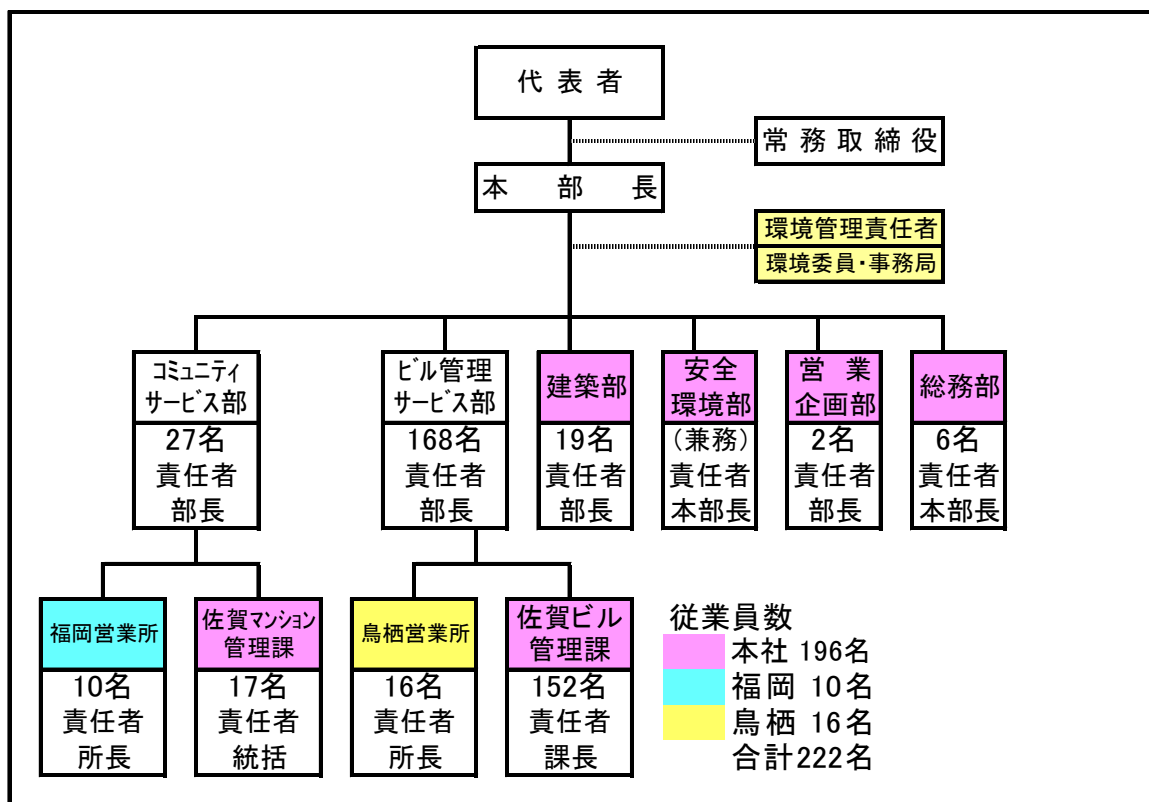 代表者
常務取締役
本部長
環境管理責任者
環境委員・事務局
コミュニティ
サービス部
27名
責任者
部長
ビル管理
サービス部
168名
責任者
部長
建築部
19名
責任者
部長
安全
環境部
(兼務)
責任者
本部長
営業
企画部
2名
責任者
部長
総務部
6名
責任者
本部長
福岡営業所
10名
責任者
所長
佐賀マンション
管理課
17名
責任者
統括
鳥栖営業所
16名
責任者
所長
佐賀ビル
管理課
152名
責任者
課長
従業員数
本社 196名
福岡 10名
鳥栖 16名
合計222名